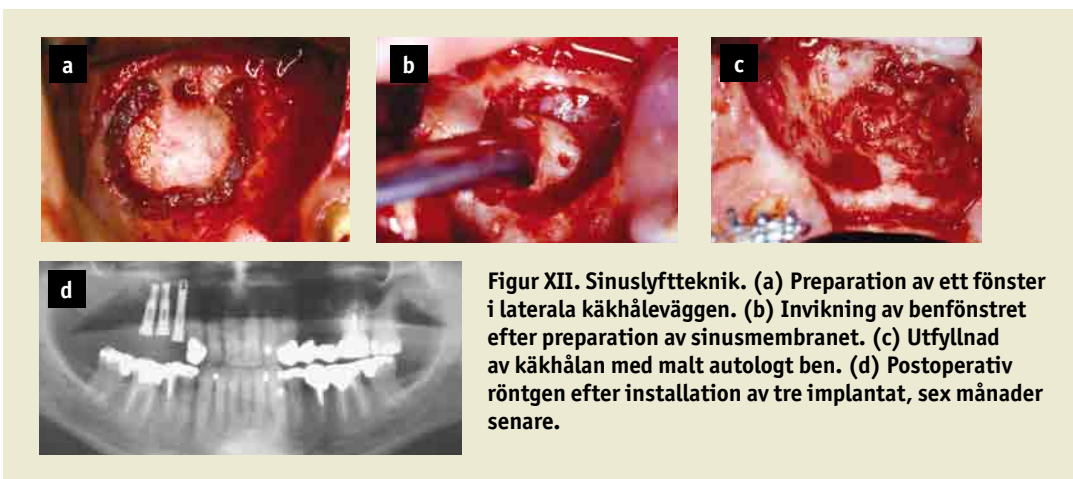 a
b
c
d
Figur XII. Sinuslyftteknik. (a) Preparation av ett fönster
i laterala käkhåleväggen. (b) Invikning av benfönstret
efter preparation av sinusmembranet. (c) Utfyllnad
av käkhålan med malt autologt ben. (d) Postoperativ
röntgen efter installation av tre implantat, sex månader
senare.